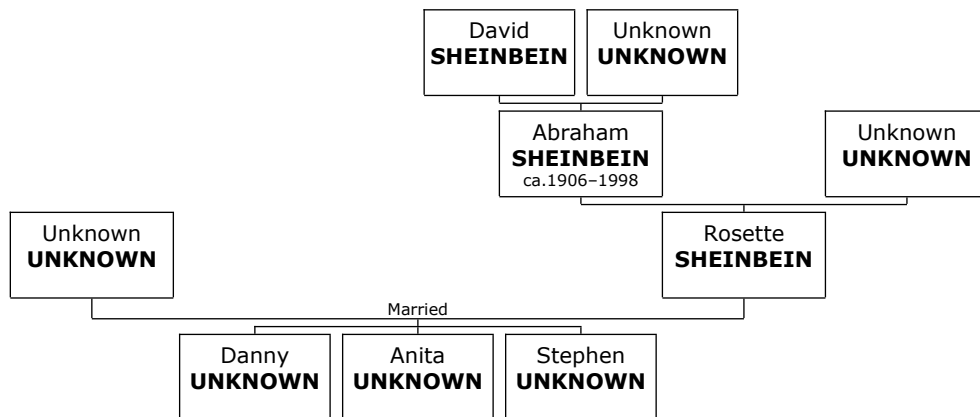 David
SHEINBEIN
Unknown
UNKNOWN
Abraham
SHEINBEIN
ca.1906–1998
Unknown
UNKNOWN
Unknown
UNKNOWN
Rosette
SHEINBEIN
Married
Danny
UNKNOWN
Anita
UNKNOWN
Stephen
UNKNOWN